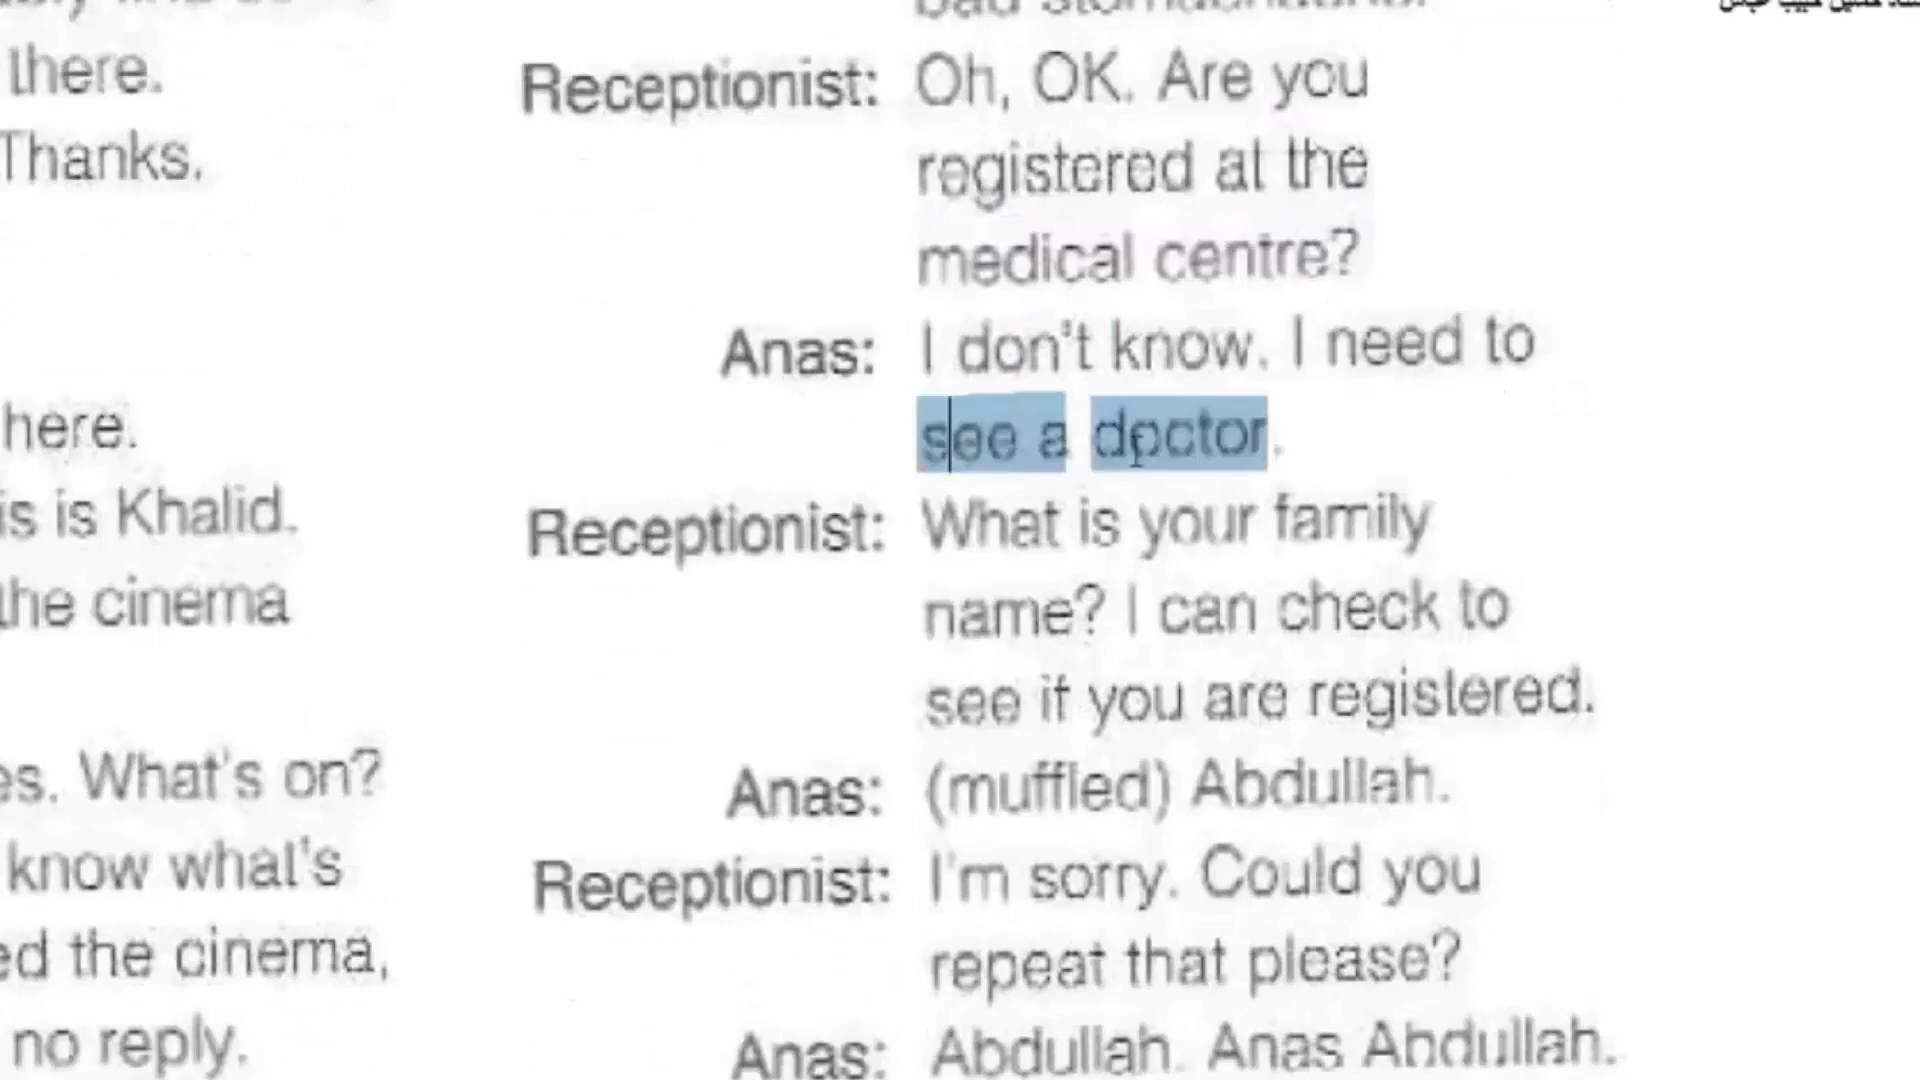 there.
Thanks.
here.
is is Khalid.
the cinema
es. What's on?
know what's
ed the cinema,
no reply.
bad stomachache.
Receptionist: Oh, OK. Are you
registered at the
medical centre?
Anas: I don't know. I need to
see a doctor.
Receptionist: What is your family
name? I can check to
see if you are registered.
Anas: (muffled) Abdullah.
Receptionist: I'm sorry. Could you
repeat that please?
Anas: Abdullah. Anas Abdullah.